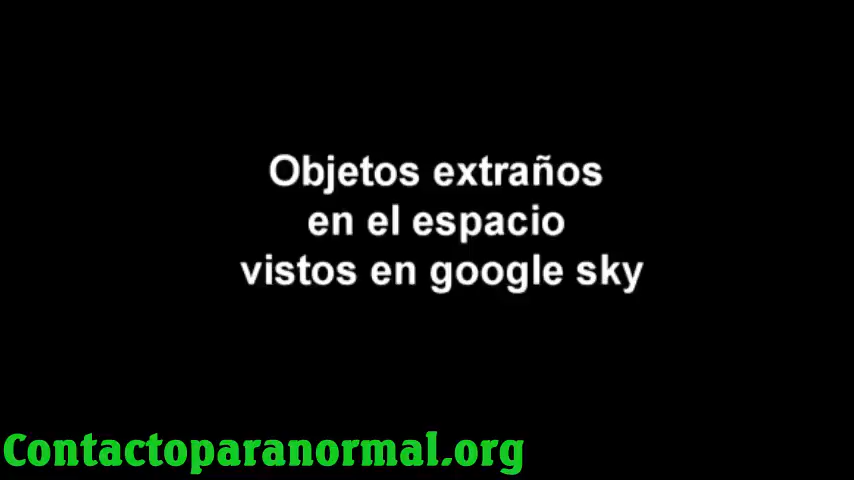 Objetos extraños
en el espacio
vistos en google sky
Contactoparanormal.org